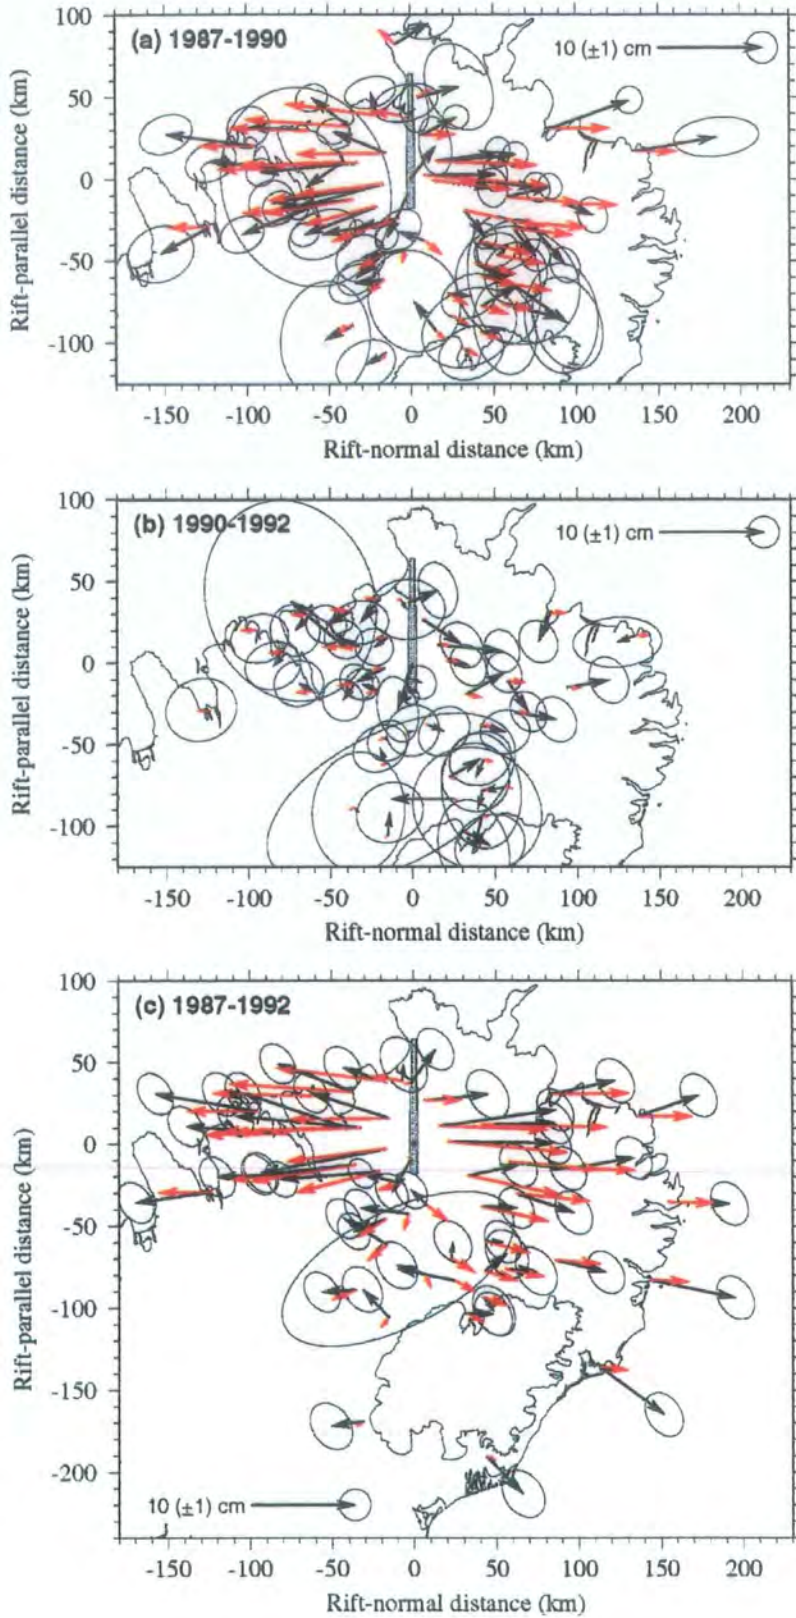 100
(a) 1987-1990
10 (±1) cm
50
0
-50
-100
Rift-parallel distance (km)
-150 -100 -50 0 50 100 150 200
Rift-normal distance (km)
100
(b) 1990-1992
10 (±1) cm
50
0
-50
-100
Rift-parallel distance (km)
-150 -100 -50 0 50 100 150 200
Rift-normal distance (km)
100
(c) 1987-1992
50
0
-50
-100
-150
-200
Rift-parallel distance (km)
10 (±1) cm
-150 -100 -50 0 50 100 150 200
Rift-normal distance (km)